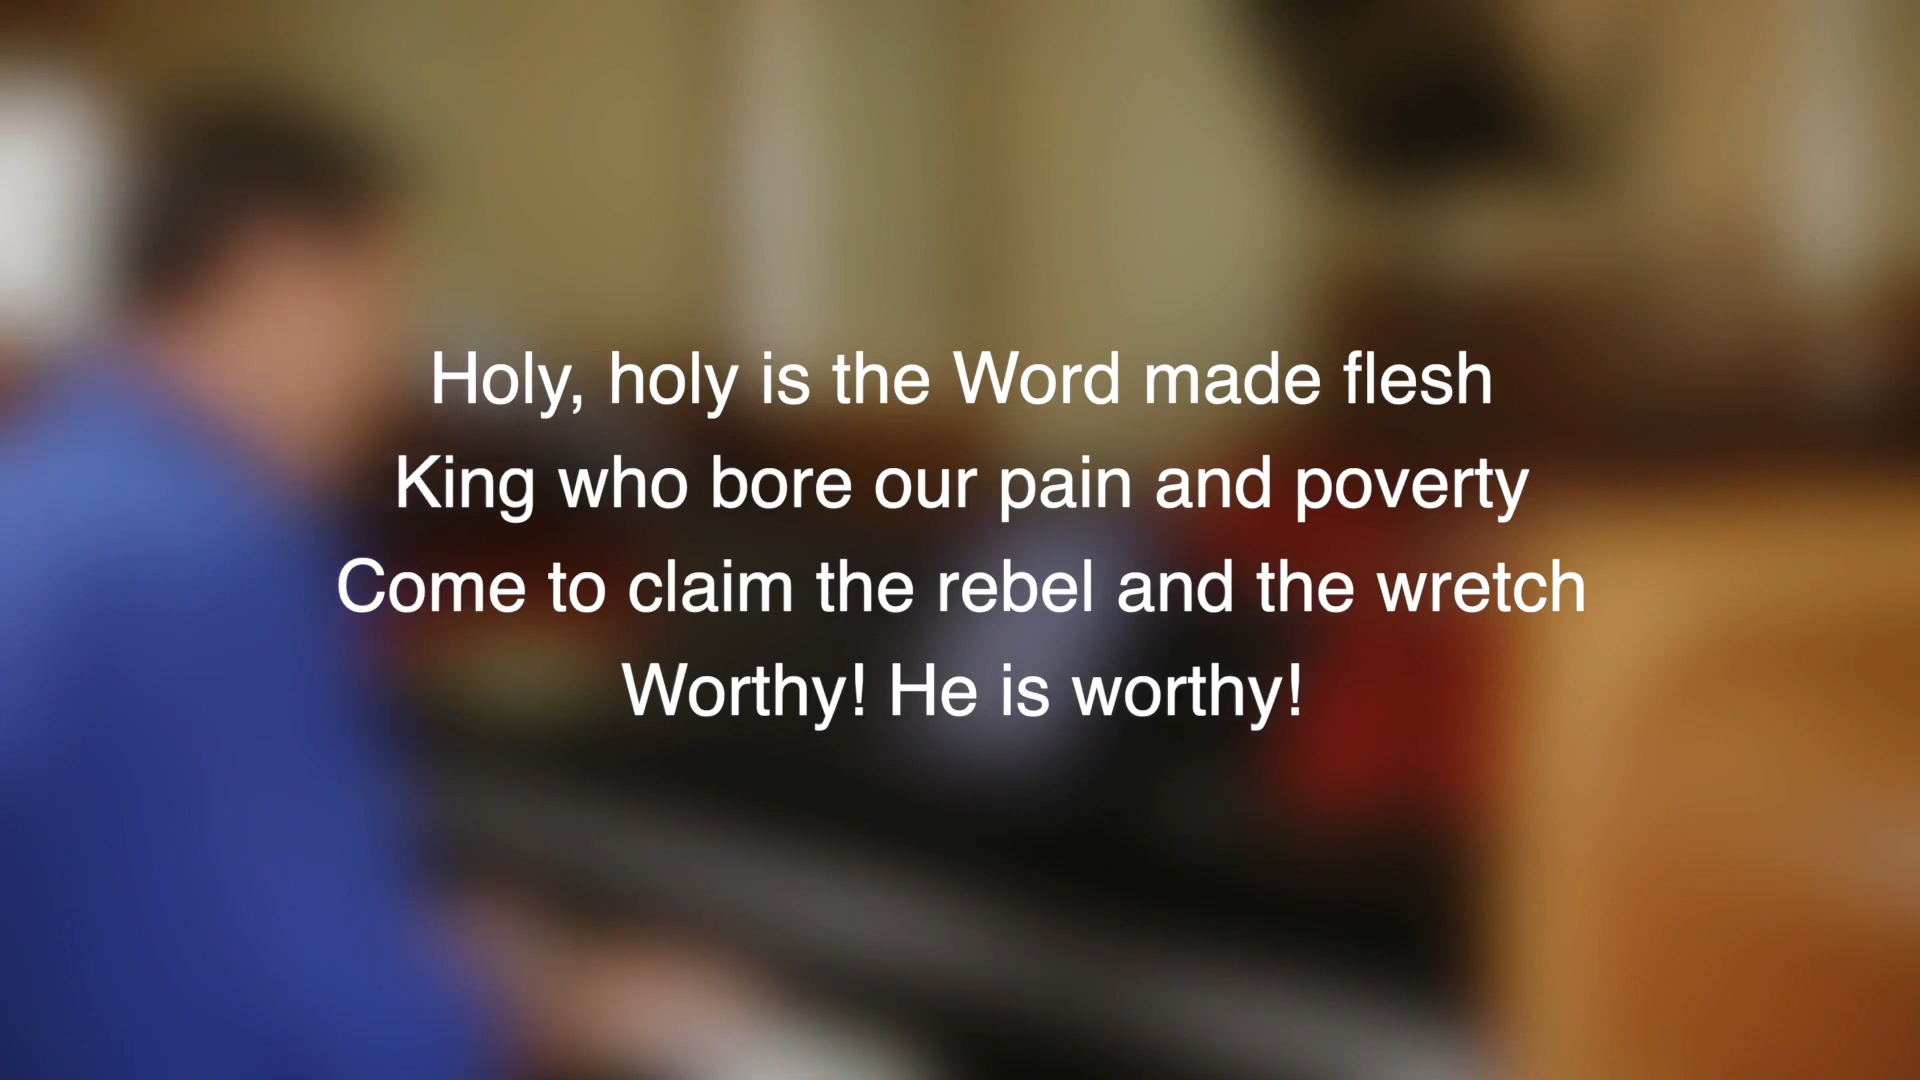 Holy, holy is the Word made flesh
King who bore our pain and poverty
Come to claim the rebel and the wretch
Worthy! He is worthy!